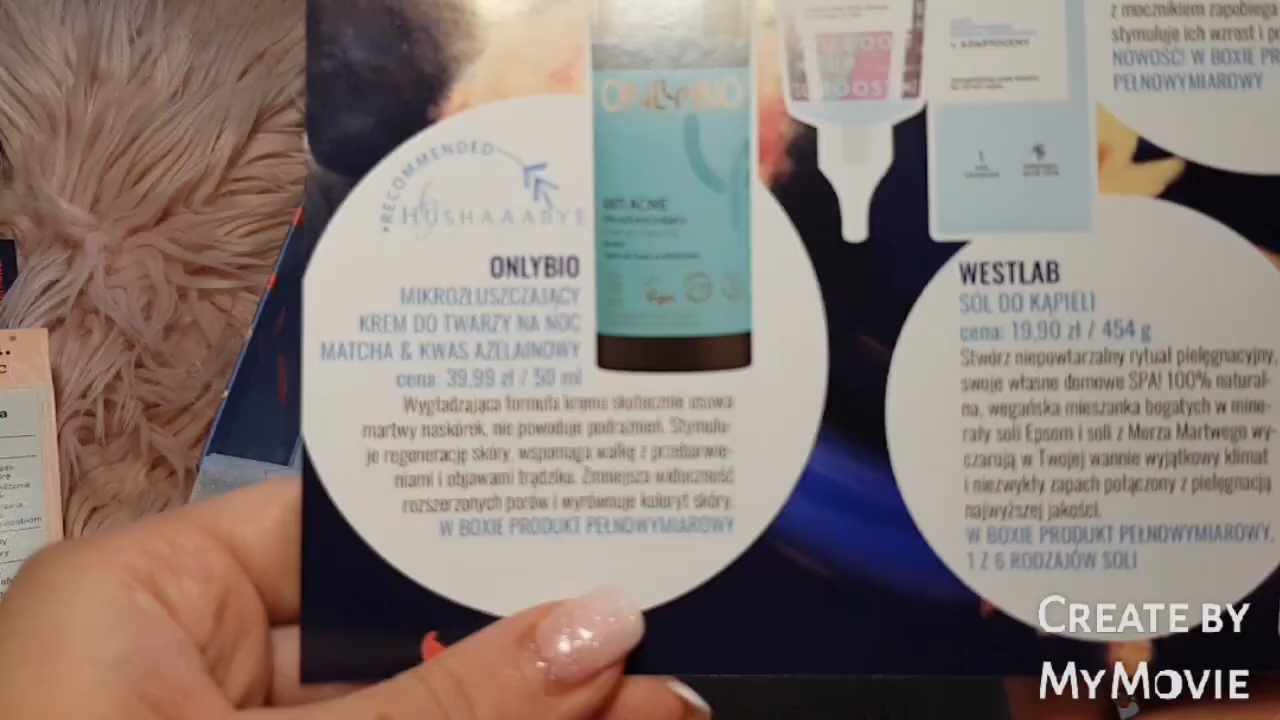 z mocznikiem zapobiega
stymuluje ich wzrost i
NOWOŚĆ! W BOXIE
PEŁNOWYMIAROWY
ONLYBIO
•RECOMMENDED
by
HUSHAAABYE
ONLYBIO
MIKROZŁUSZCZAJĄCY
KREM DO TWARZY NA NOC
MATCHA & KWAS AZELAINOWY
cena: 39,99 zł / 50 ml
Wygładzająca formuła kremu skutecznie usuwa
martwy naskórek, nie powoduje podrażnień. Stymulu-
je regenerację skóry, wspomaga walkę z przebarwie-
niami i objawami trądziku. Zmniejsza widoczność
rozszerzonych porów i wyrównuje koloryt skóry.
W BOXIE PRODUKT PEŁNOWYMIAROWY
WESTLAB
SÓL DO KĄPIELI
cena: 19,90 zł / 454 g
Stwórz niepowtarzalny rytuał pielęgnacyjny,
swoje własne domowe SPA! 100% natural-
na, wegańska mieszanka bogatych w mine-
rały soli Epsom i soli z Morza Martwego wy-
czarują w Twojej wannie wyjątkowy klimat
i niezwykły zapach połączony z pielęgnacją
najwyższej jakości.
W BOXIE PRODUKT PEŁNOWYMIAROWY,
1 Z 6 RODZAJÓW SOLI
CREATE BY
MYMOVIE